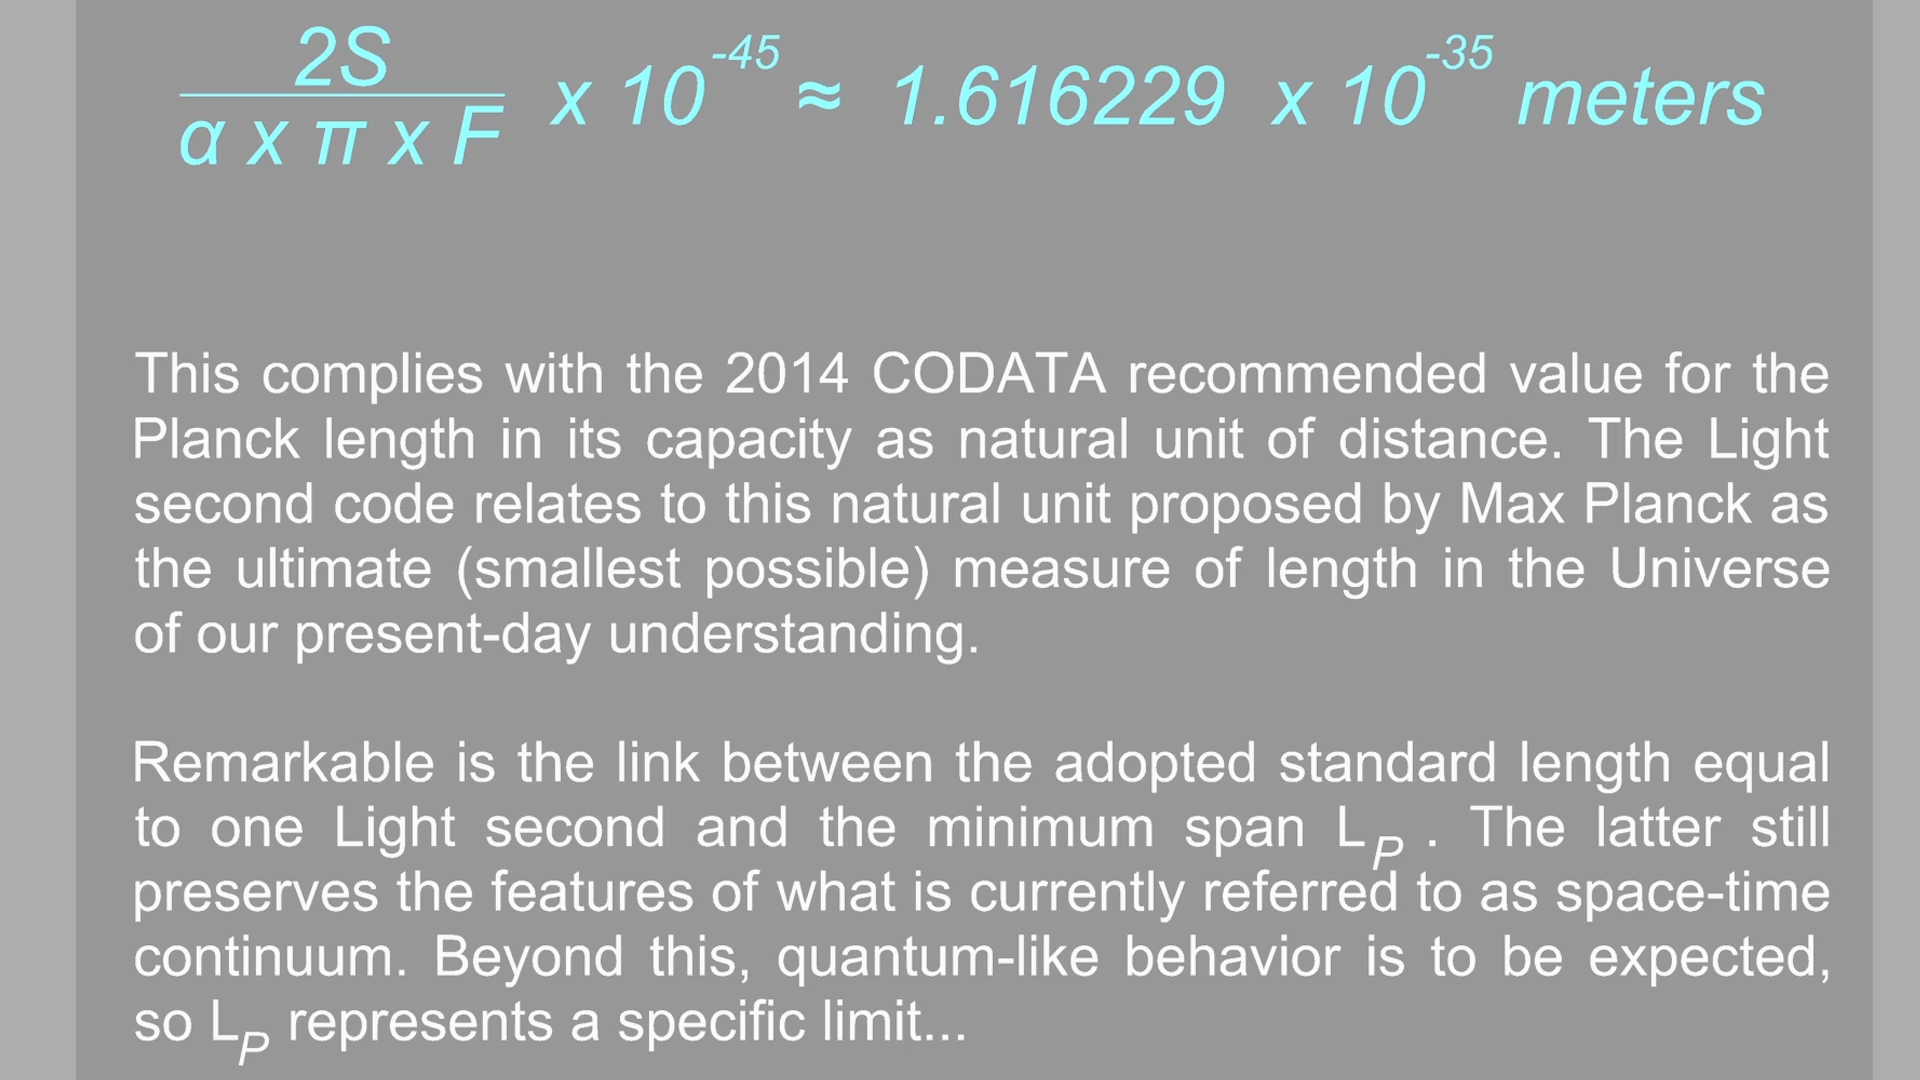 2S
α x π x F x 10 -45 ≈ 1.616229 x 10 -35 meters
This complies with the 2014 CODATA recommended value for the
Planck length in its capacity as natural unit of distance. The Light
second code relates to this natural unit proposed by Max Planck as
the ultimate (smallest possible) measure of length in the Universe
of our present-day understanding.
Remarkable is the link between the adopted standard length equal
to one Light second and the minimum span L P . The latter still
preserves the features of what is currently referred to as space-time
continuum. Beyond this, quantum-like behavior is to be expected,
so L P represents a specific limit...